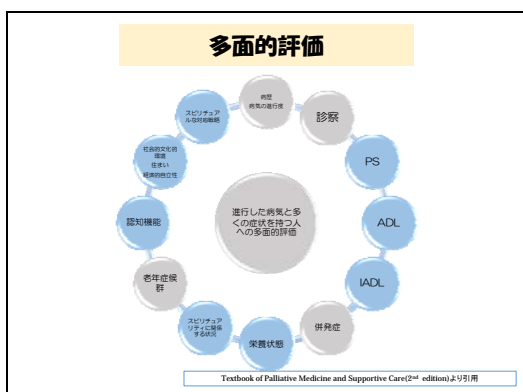 多面的評価
病歴
病気の進行度
診察
PS
ADL
IADL
併発症
栄養状態
スピリチュア
リティに関係
する状況
老年症候
群
認知機能
社会的文化的
環境
住まい
経済的自立性
スピリチュア
ルな対処戦略
進行した病気と多
くの症状を持つ人
への多面的評価
Textbook of Palliative Medicine and Supportive Care(2nd edition)より引用